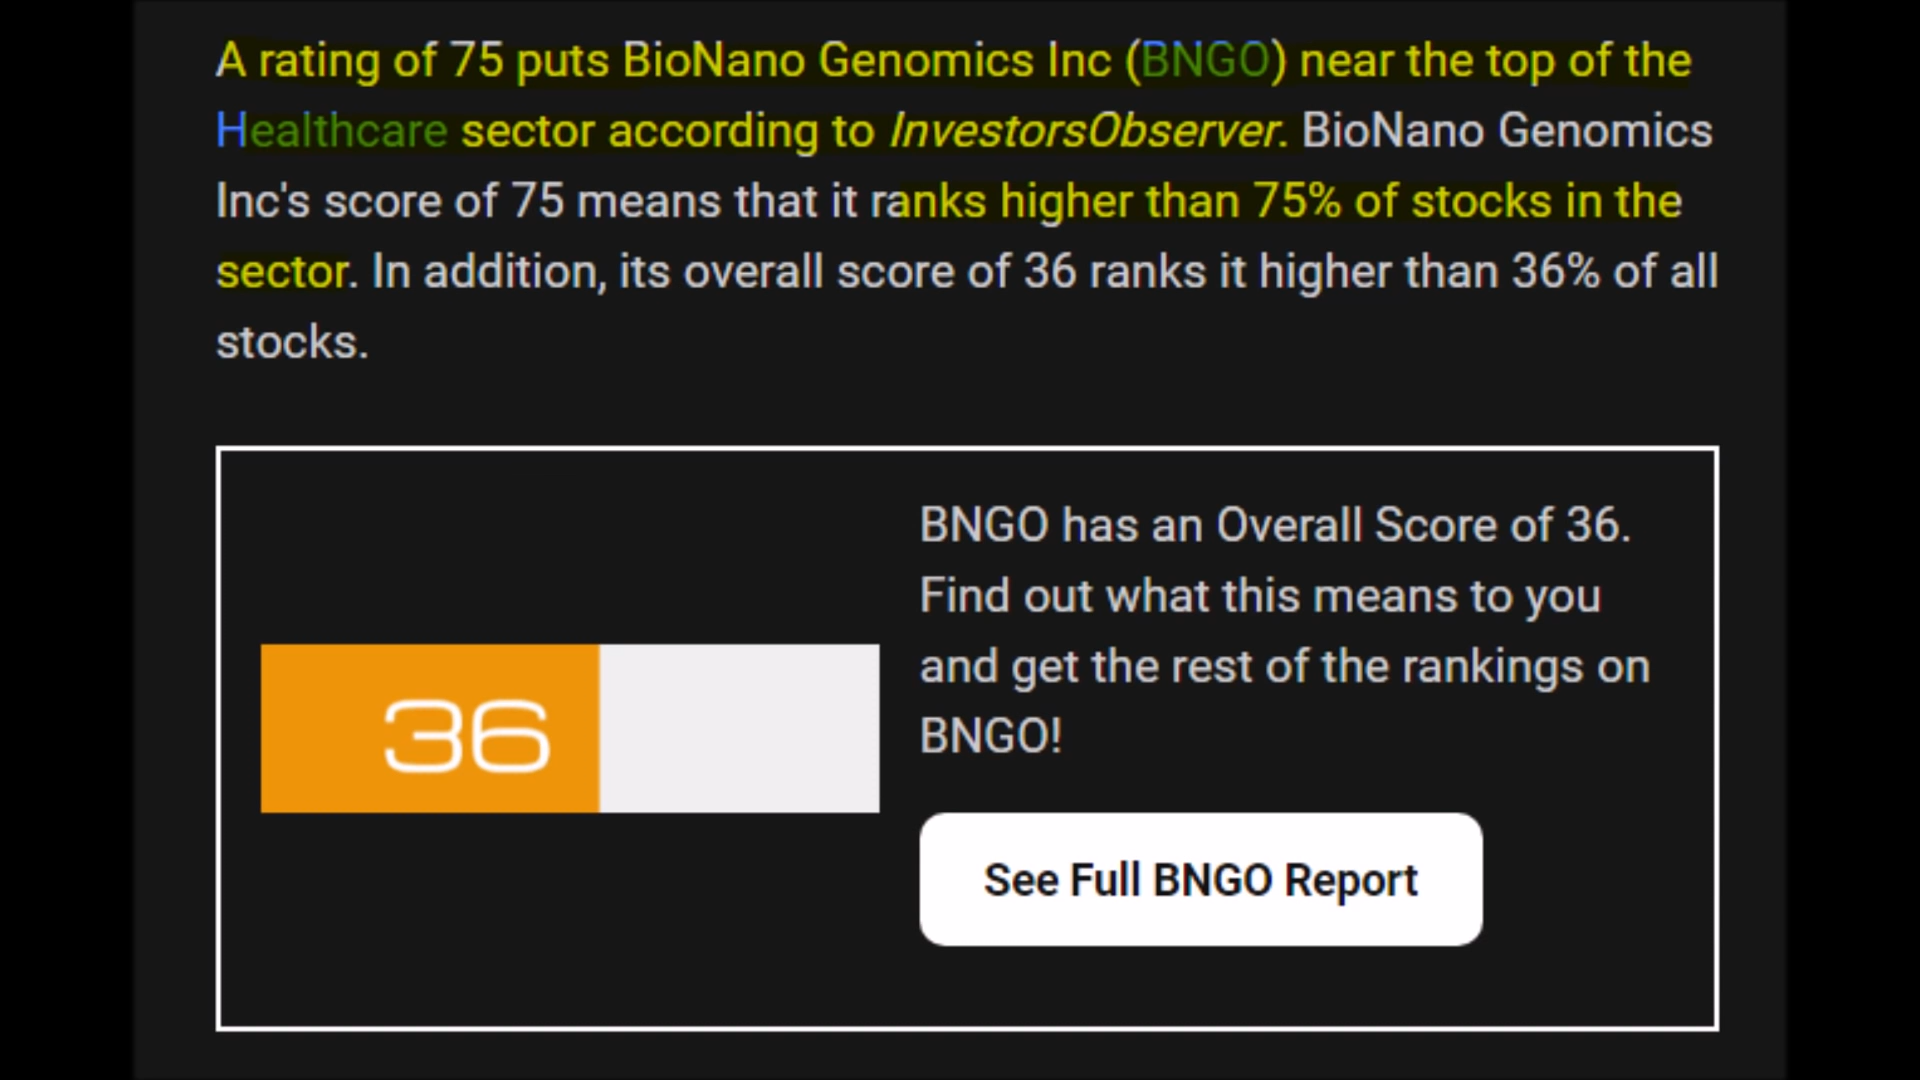 A rating of 75 puts BioNano Genomics Inc (BNGO) near the top of the
Healthcare sector according to InvestorsObserver. BioNano Genomics
Inc's score of 75 means that it ranks higher than 75% of stocks in the
sector. In addition, its overall score of 36 ranks it higher than 36% of all
stocks.
36
BNGO has an Overall Score of 36.
Find out what this means to you
and get the rest of the rankings on
BNGO!
See Full BNGO Report